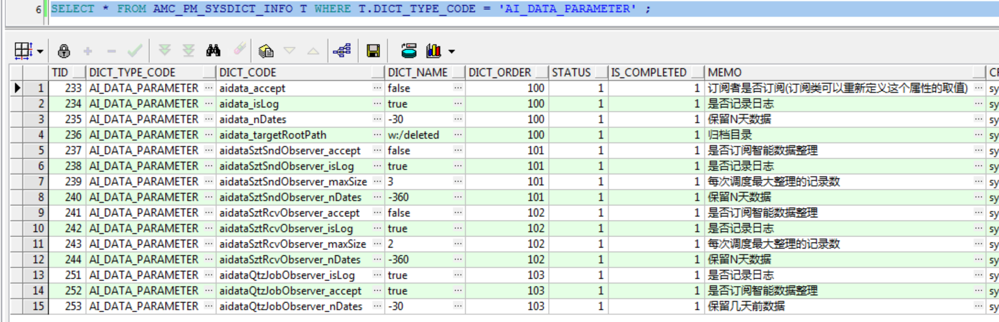 6 SELECT * FROM AMC_PM_SYSDICT_INFO T WHERE T.DICT_TYPE_CODE = 'AI_DATA_PARAMETER' ;
TID DICT_TYPE_CODE DICT_CODE DICT_NAME DICT_ORDER STATUS IS_COMPLETED MEMO CR
1 233 AI_DATA_PARAMETER ... aidata_accept ... false ... 100 1 1 订阅者是否订阅(订阅类可以重新定义这个属性的取值) ... sy
2 234 AI_DATA_PARAMETER ... aidata_isLog ... true ... 100 1 1 是否记录日志 ... sy
3 235 AI_DATA_PARAMETER ... aidata_nDates ... -30 ... 100 1 1 保留N天数据 ... sy
4 236 AI_DATA_PARAMETER ... aidata_targetRootPath ... w:/deleted ... 100 1 1 归档目录 ... sy
5 237 AI_DATA_PARAMETER ... aidataSztSndObserver_accept ... false ... 101 1 1 是否订阅智能数据整理 ... sy
6 238 AI_DATA_PARAMETER ... aidataSztSndObserver_isLog ... true ... 101 1 1 是否记录日志 ... sy
7 239 AI_DATA_PARAMETER ... aidataSztSndObserver_maxSize ... 3 ... 101 1 1 每次调度最大整理的记录数 ... sy
8 240 AI_DATA_PARAMETER ... aidataSztSndObserver_nDates ... -360 ... 101 1 1 保留N天数据 ... sy
9 241 AI_DATA_PARAMETER ... aidataSztRcvObserver_accept ... false ... 102 1 1 是否订阅智能数据整理 ... sy
10 242 AI_DATA_PARAMETER ... aidataSztRcvObserver_isLog ... true ... 102 1 1 是否记录日志 ... sy
11 243 AI_DATA_PARAMETER ... aidataSztRcvObserver_maxSize ... 2 ... 102 1 1 每次调度最大整理的记录数 ... sy
12 244 AI_DATA_PARAMETER ... aidataSztRcvObserver_nDates ... -360 ... 102 1 1 保留N天数据 ... sy
13 251 AI_DATA_PARAMETER ... aidataQtzJobObserver_isLog ... true ... 103 1 1 是否记录日志 ... sy
14 252 AI_DATA_PARAMETER ... aidataQtzJobObserver_accept ... true ... 103 1 1 是否订阅智能数据整理 ... sy
15 253 AI_DATA_PARAMETER ... aidataQtzJobObserver_nDates ... -30 ... 103 1 1 保留几天前数据 ... sy